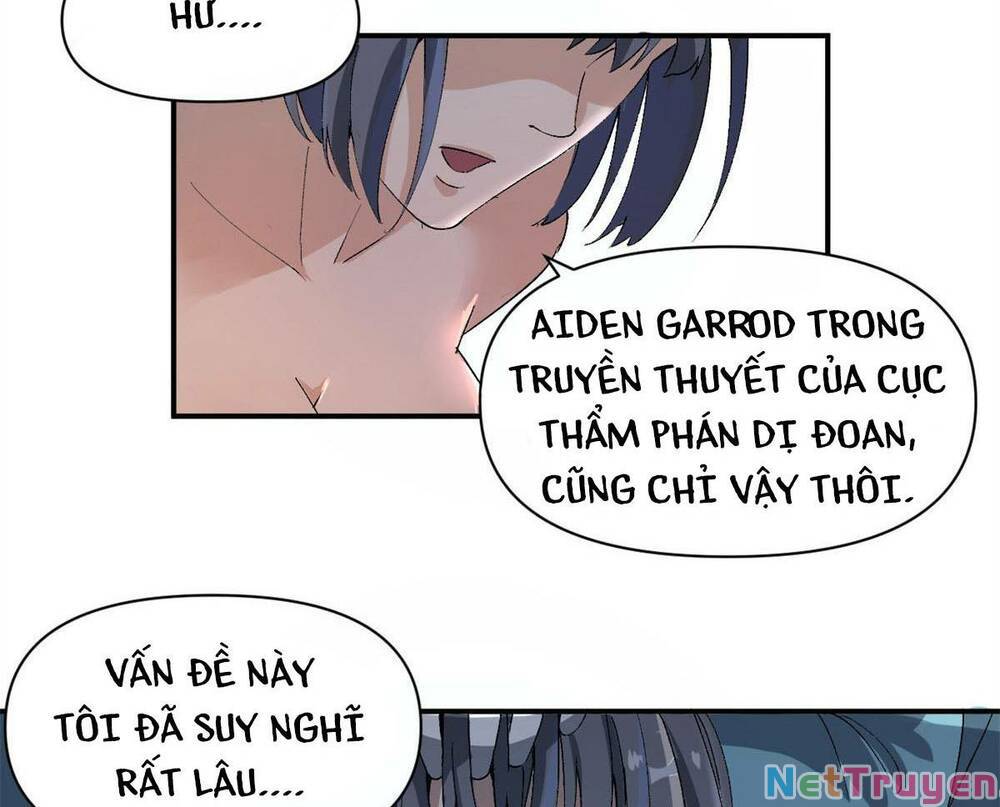 HỪ....
AIDEN GARROD TRONG
TRUYỀN THUYẾT CỦA CỤC
THẨM PHÁN DỊ ĐOAN,
CŨNG CHỈ VẬY THÔI.
VẤN ĐỀ NÀY
TÔI ĐÃ SUY NGHĨ
RẤT LÂU....
NetTruyen